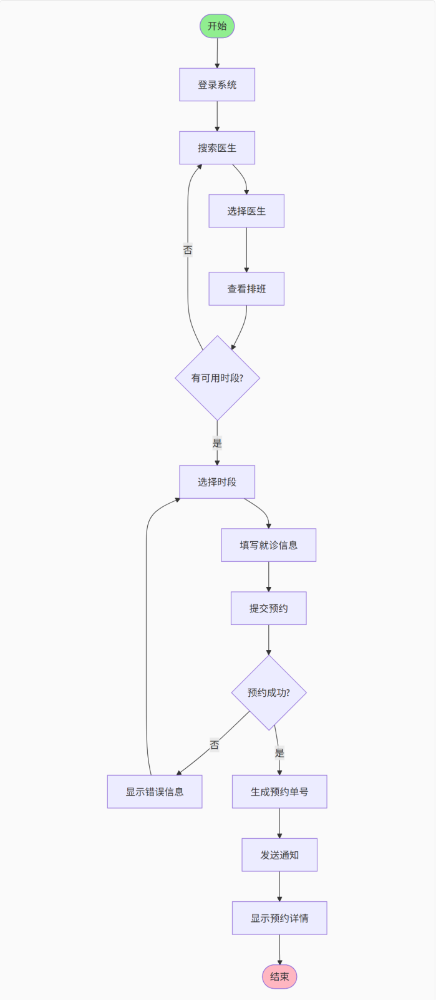 开始
登录系统
搜索医生
选择医生
否
查看排班
有可用时段?
是
选择时段
填写就诊信息
提交预约
预约成功?
否
是
显示错误信息
生成预约单号
发送通知
显示预约详情
结束